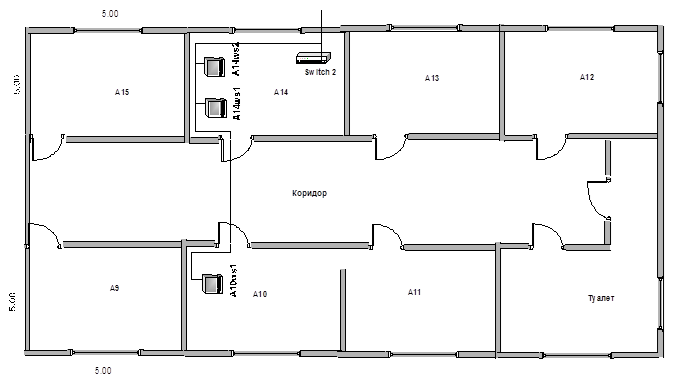 5.00
5.00
A14ws2
Switch 2
A15
A14ws1
A14
A13
A12
Коридор
A9
A10ws1
A10
A11
Туалет
5.00
5.00